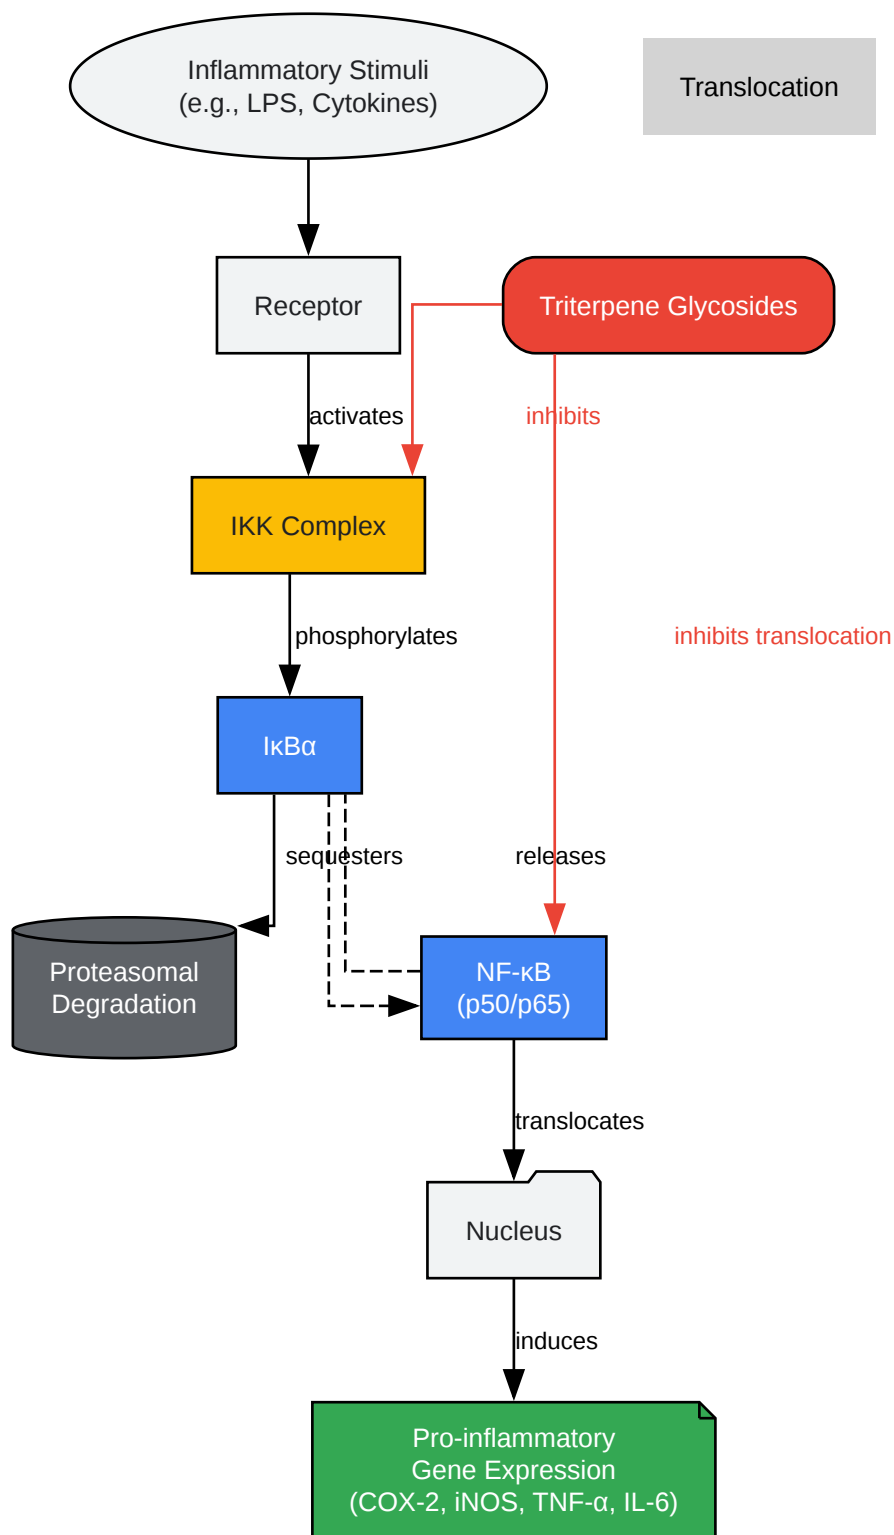 Inflammatory Stimuli
(e.g., LPS, Cytokines)
Translocation
Receptor
Triterpene Glycosides
activates
inhibits
IKK Complex
phosphorylates
inhibits translocation
IκBα
sequesters
releases
Proteasomal
Degradation
NF-κB
(p50/p65)
translocates
Nucleus
induces
Pro-inflammatory
Gene Expression
(COX-2, iNOS, TNF-α, IL-6)